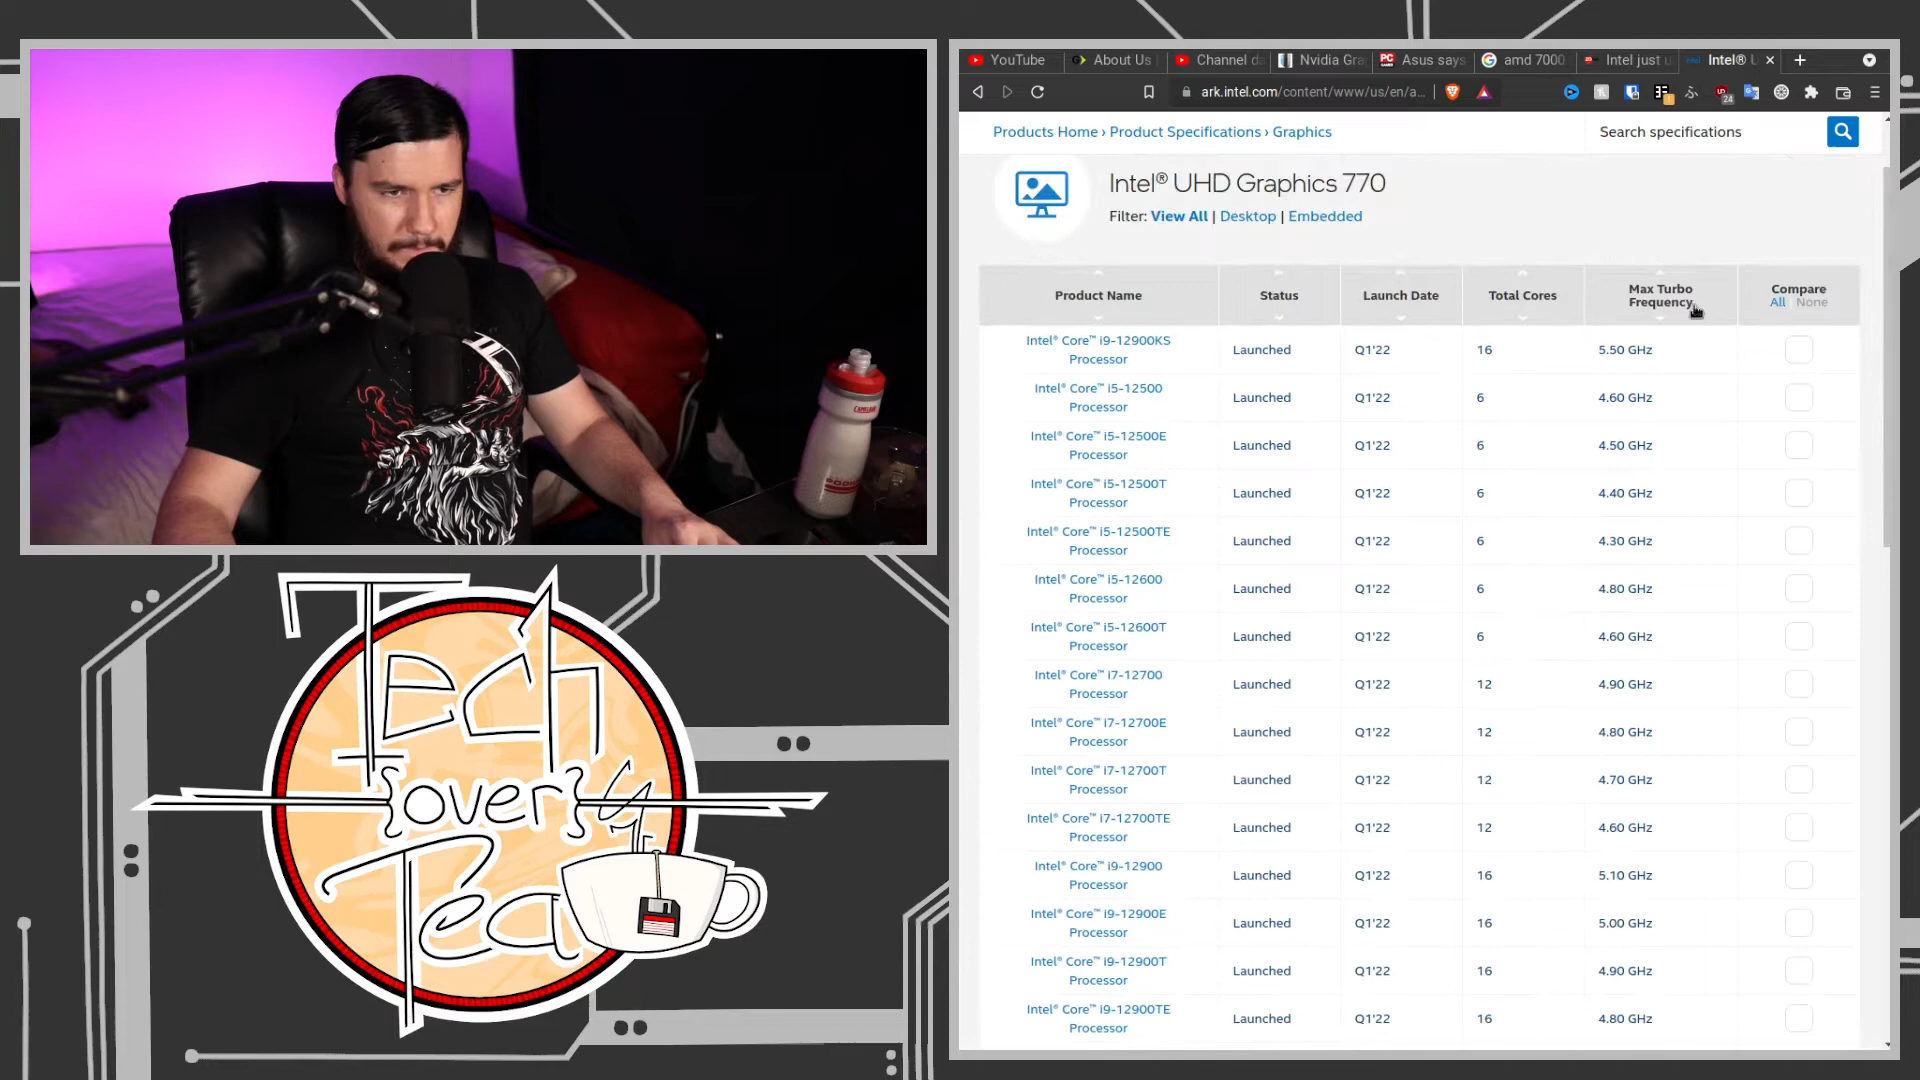 YouTube
About Us
Channel da
Nvidia Gra
Asus says
amd 7000
Intel just u
Intel® U
ark.intel.com/content/www/us/en/a...
24
Products Home › Product Specifications › Graphics
Search specifications
Intel® UHD Graphics 770
Filter: View All | Desktop | Embedded
Product Name Status Launch Date Total Cores Max Turbo Frequency Compare
All | None
Intel® Core™ i9-12900KS Processor Launched Q1'22 16 5.50 GHz
Intel® Core™ i5-12500 Processor Launched Q1'22 6 4.60 GHz
Intel® Core™ i5-12500E Processor Launched Q1'22 6 4.50 GHz
Intel® Core™ i5-12500T Processor Launched Q1'22 6 4.40 GHz
Intel® Core™ i5-12500TE Processor Launched Q1'22 6 4.30 GHz
Intel® Core™ i5-12600 Processor Launched Q1'22 6 4.80 GHz
Intel® Core™ i5-12600T Processor Launched Q1'22 6 4.60 GHz
Intel® Core™ i7-12700 Processor Launched Q1'22 12 4.90 GHz
Intel® Core™ i7-12700E Processor Launched Q1'22 12 4.80 GHz
Intel® Core™ i7-12700T Processor Launched Q1'22 12 4.70 GHz
Intel® Core™ i7-12700TE Processor Launched Q1'22 12 4.60 GHz
Intel® Core™ i9-12900 Processor Launched Q1'22 16 5.10 GHz
Intel® Core™ i9-12900E Processor Launched Q1'22 16 5.00 GHz
Intel® Core™ i9-12900T Processor Launched Q1'22 16 4.90 GHz
Intel® Core™ i9-12900TE Processor Launched Q1'22 16 4.80 GHz
Tech
{over}
Tea
CAMELBAK